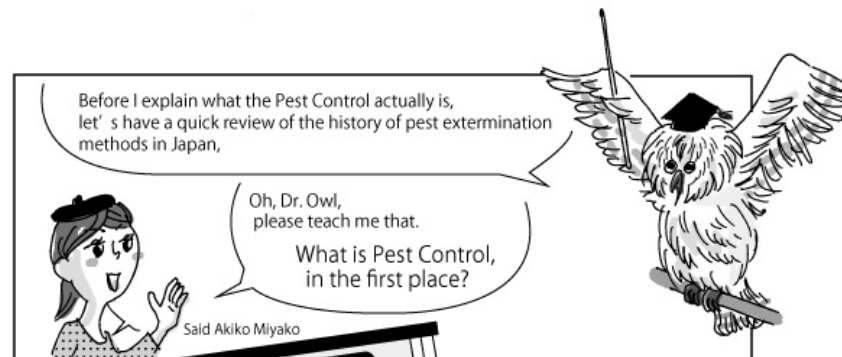 Before I explain what the Pest Control actually is,
let’ s have a quick review of the history of pest extermination
methods in Japan,
Oh, Dr. Owl,
please teach me that.
What is Pest Control,
in the first place?
Said Akiko Miyako